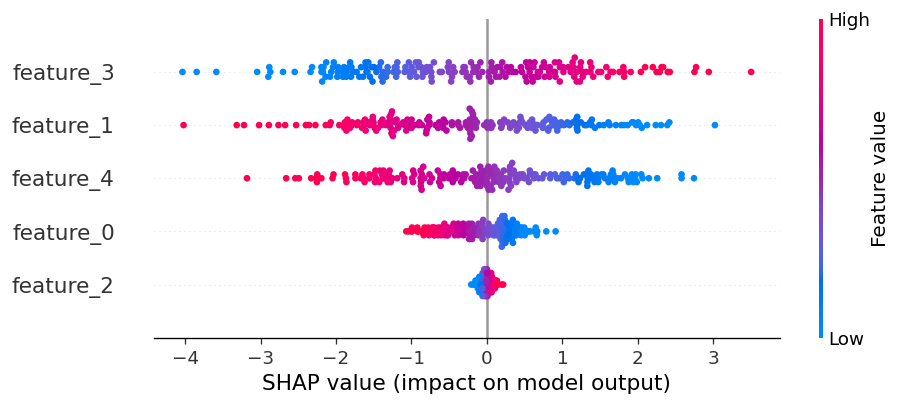 High
feature_3
feature_1
feature_4
feature_0
feature_2
Feature value
Low
−4 −3 −2 −1 0 1 2 3
SHAP value (impact on model output)